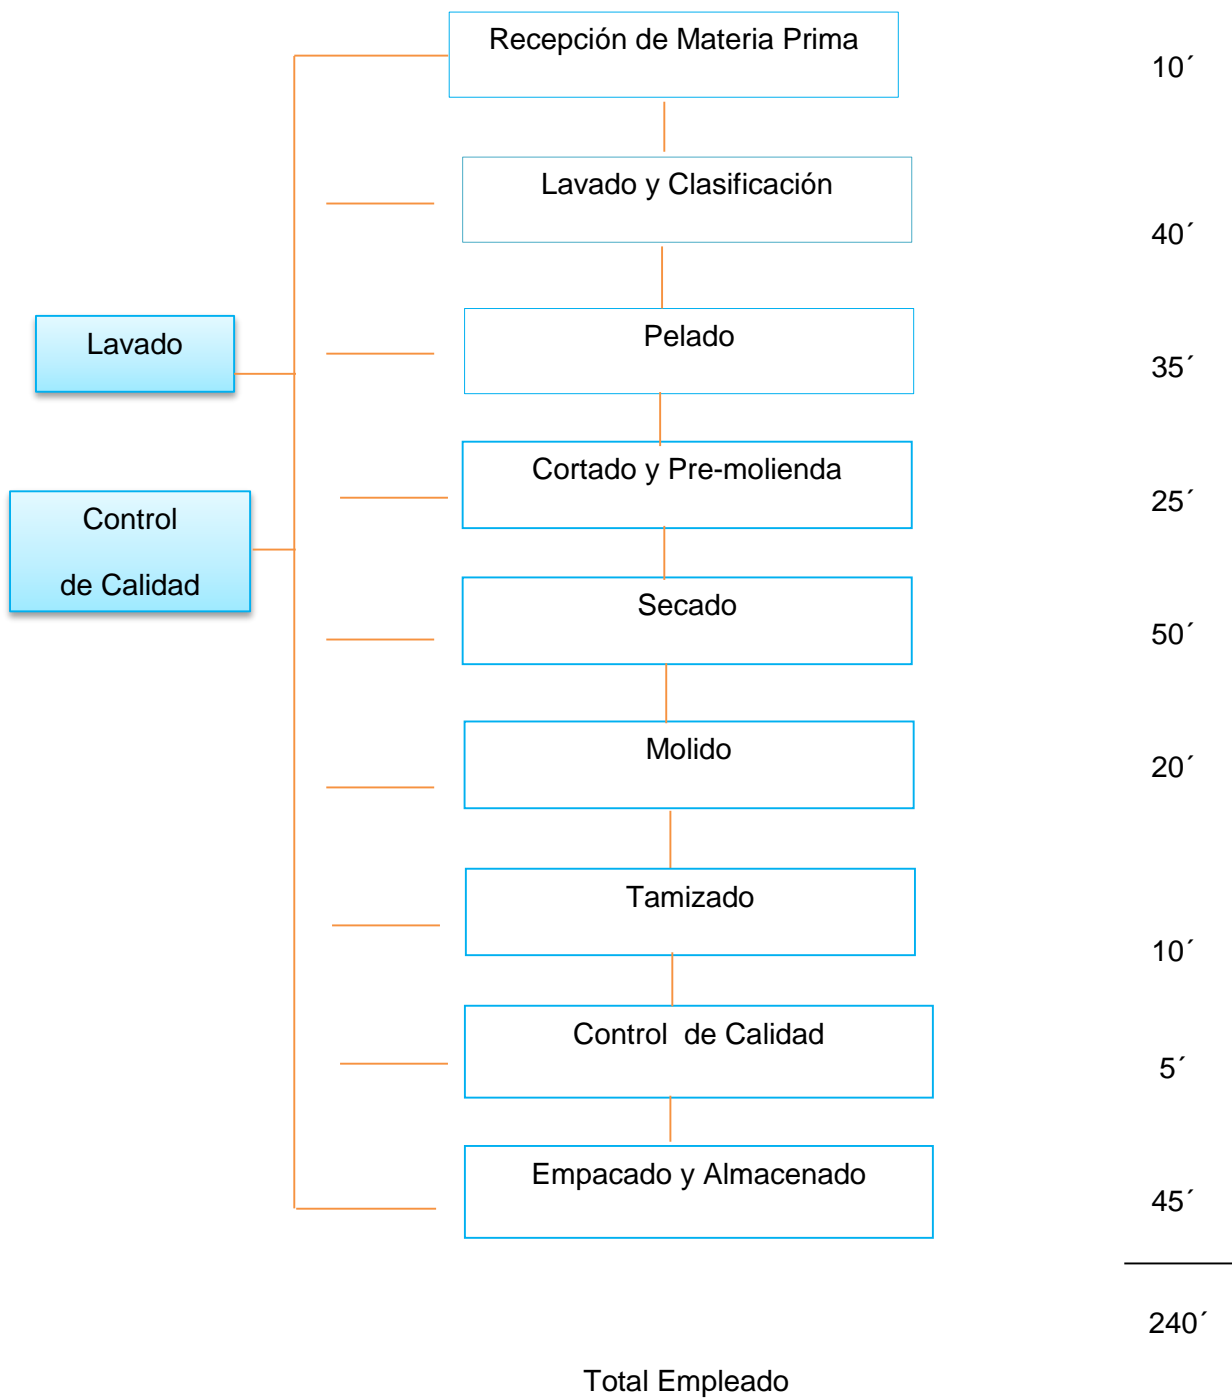 Recepción de Materia Prima
10´
Lavado y Clasificación
40´
Lavado
Pelado
35´
Cortado y Pre-molienda
25´
Control
de Calidad
Secado
50´
Molido
20´
Tamizado
10´
Control  de Calidad
5´
Empacado y Almacenado
45´
240´
Total Empleado